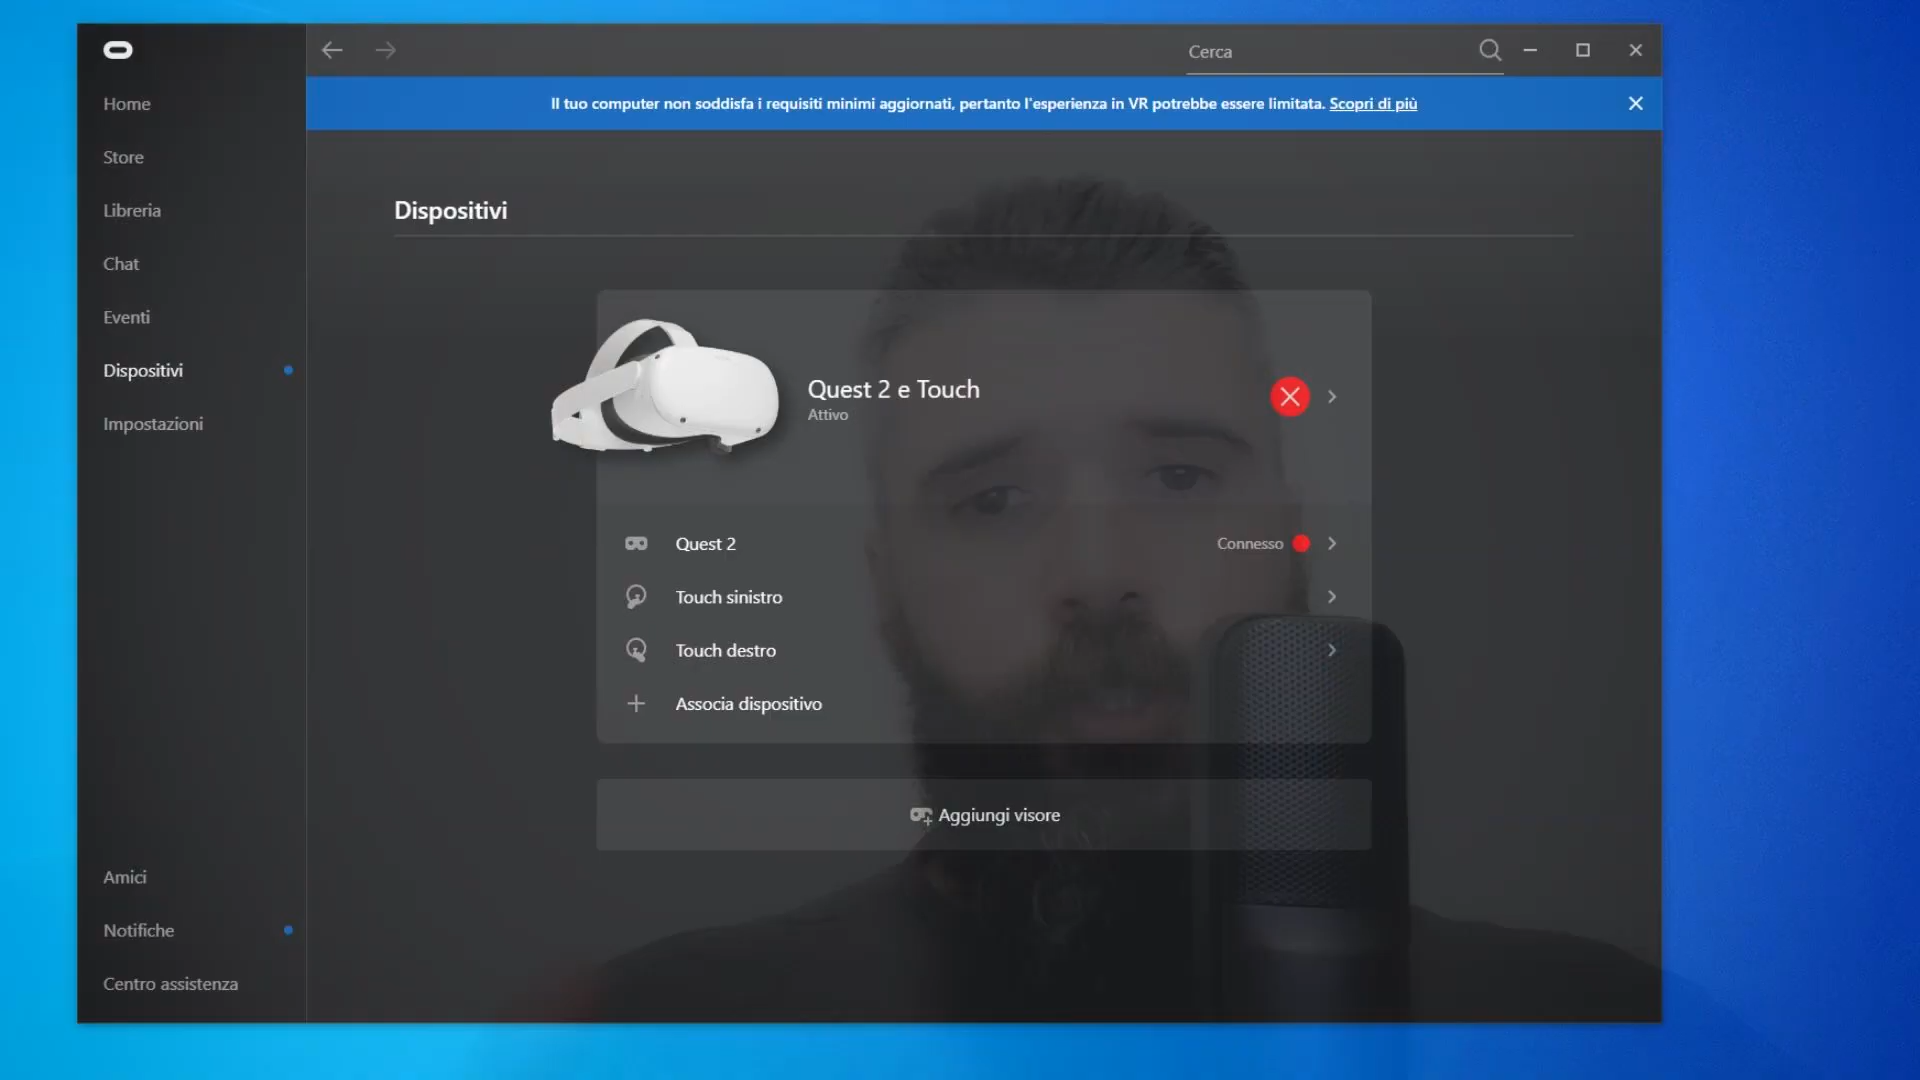 Cerca
Il tuo computer non soddisfa i requisiti minimi aggiornati, pertanto l'esperienza in VR potrebbe essere limitata. Scopri di più
Home
Store
Libreria
Chat
Eventi
Dispositivi
Impostazioni
Amici
Notifiche
Centro assistenza
Dispositivi
Quest 2 e Touch
Attivo
Quest 2
Connesso
Touch sinistro
Touch destro
Associa dispositivo
Aggiungi visore